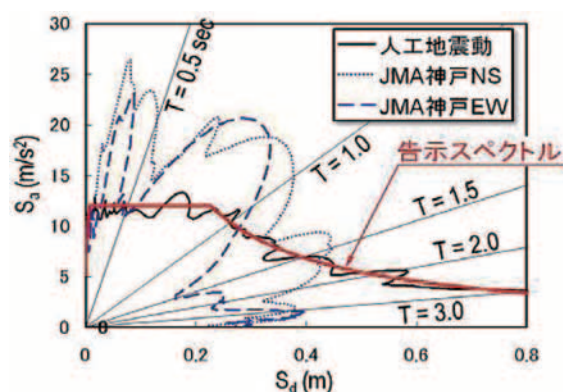 30
25
20
15
10
5
0
Sa (m/s²)
T = 0.5 sec
人工地震動
JMA神戸NS
JMA神戸EW
告示スペクトル
T = 1.0
T = 1.5
T = 2.0
T = 3.0
0
0 0.2 0.4 0.6 0.8
Sd (m)